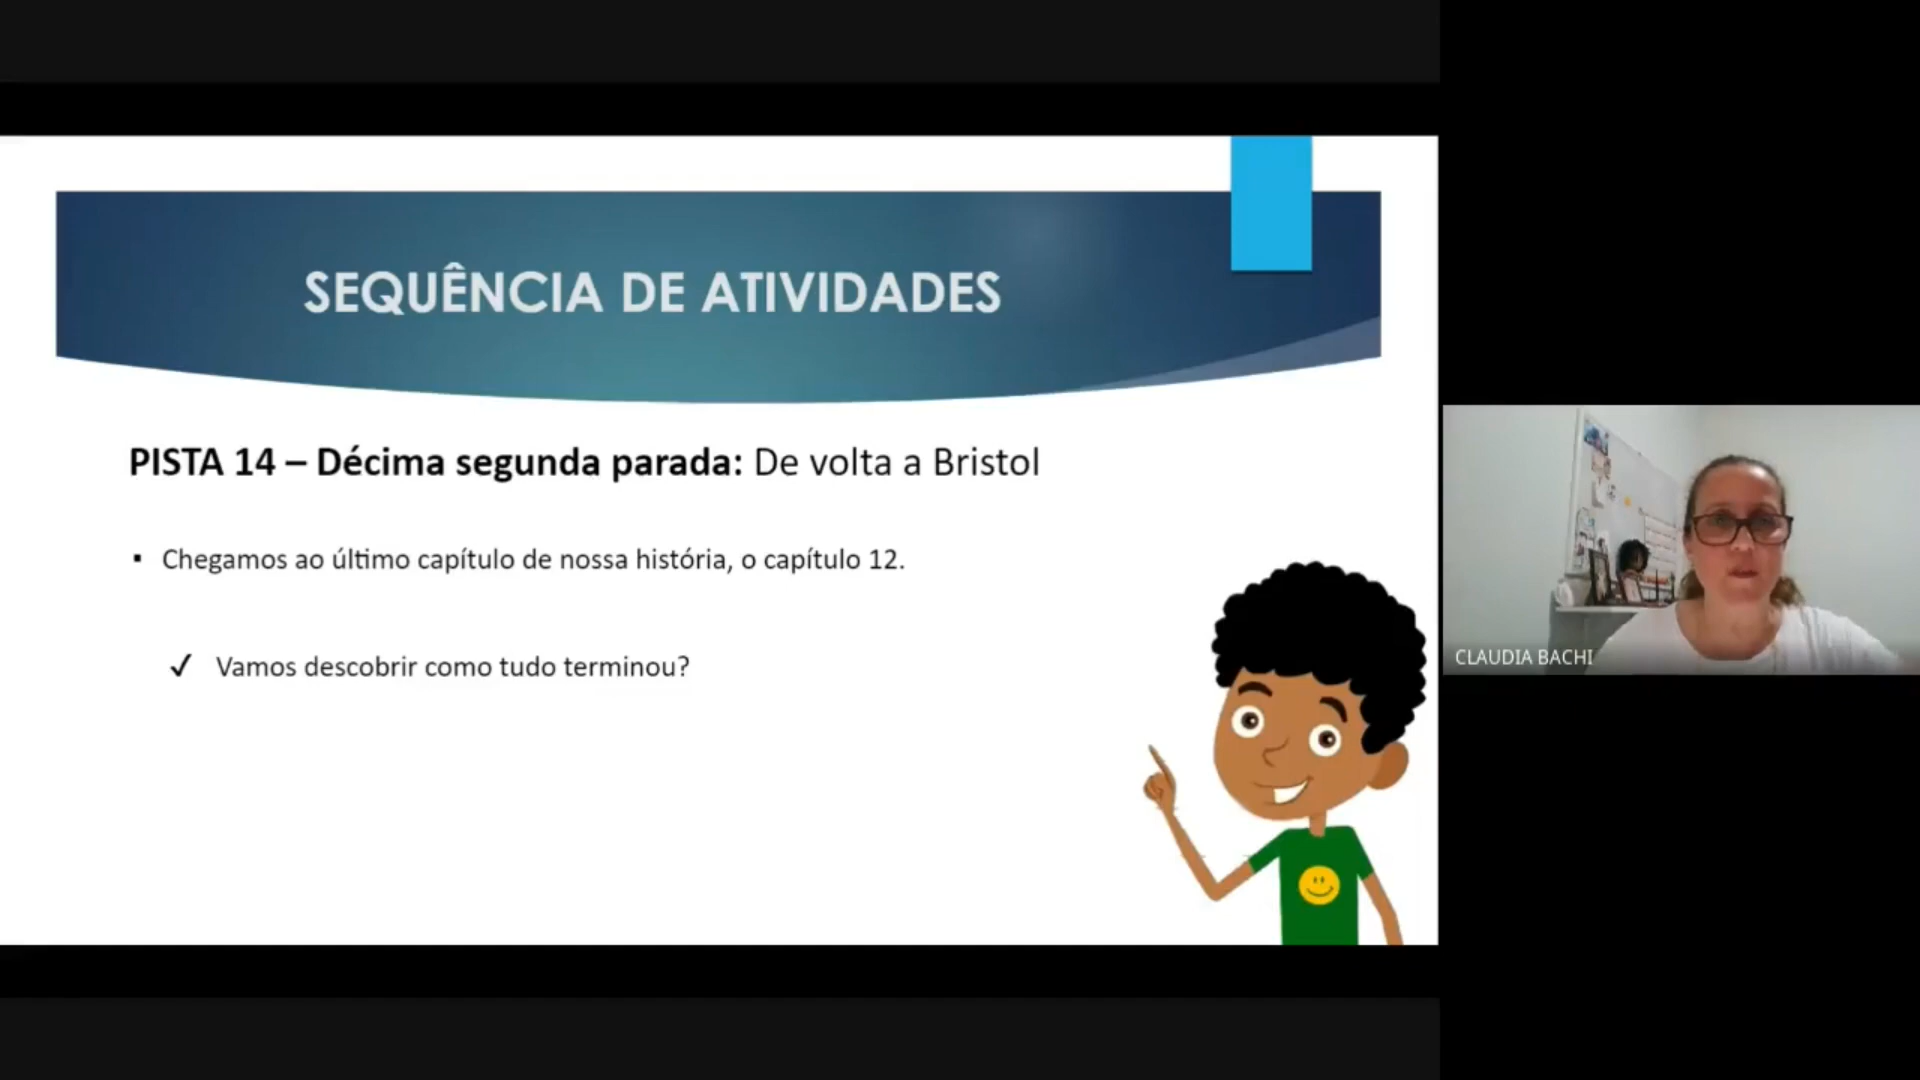 SEQUÊNCIA DE ATIVIDADES
PISTA 14 – Décima segunda parada: De volta a Bristol
▪ Chegamos ao último capítulo de nossa história, o capítulo 12.
✓ Vamos descobrir como tudo terminou?
CLAUDIA BACHI